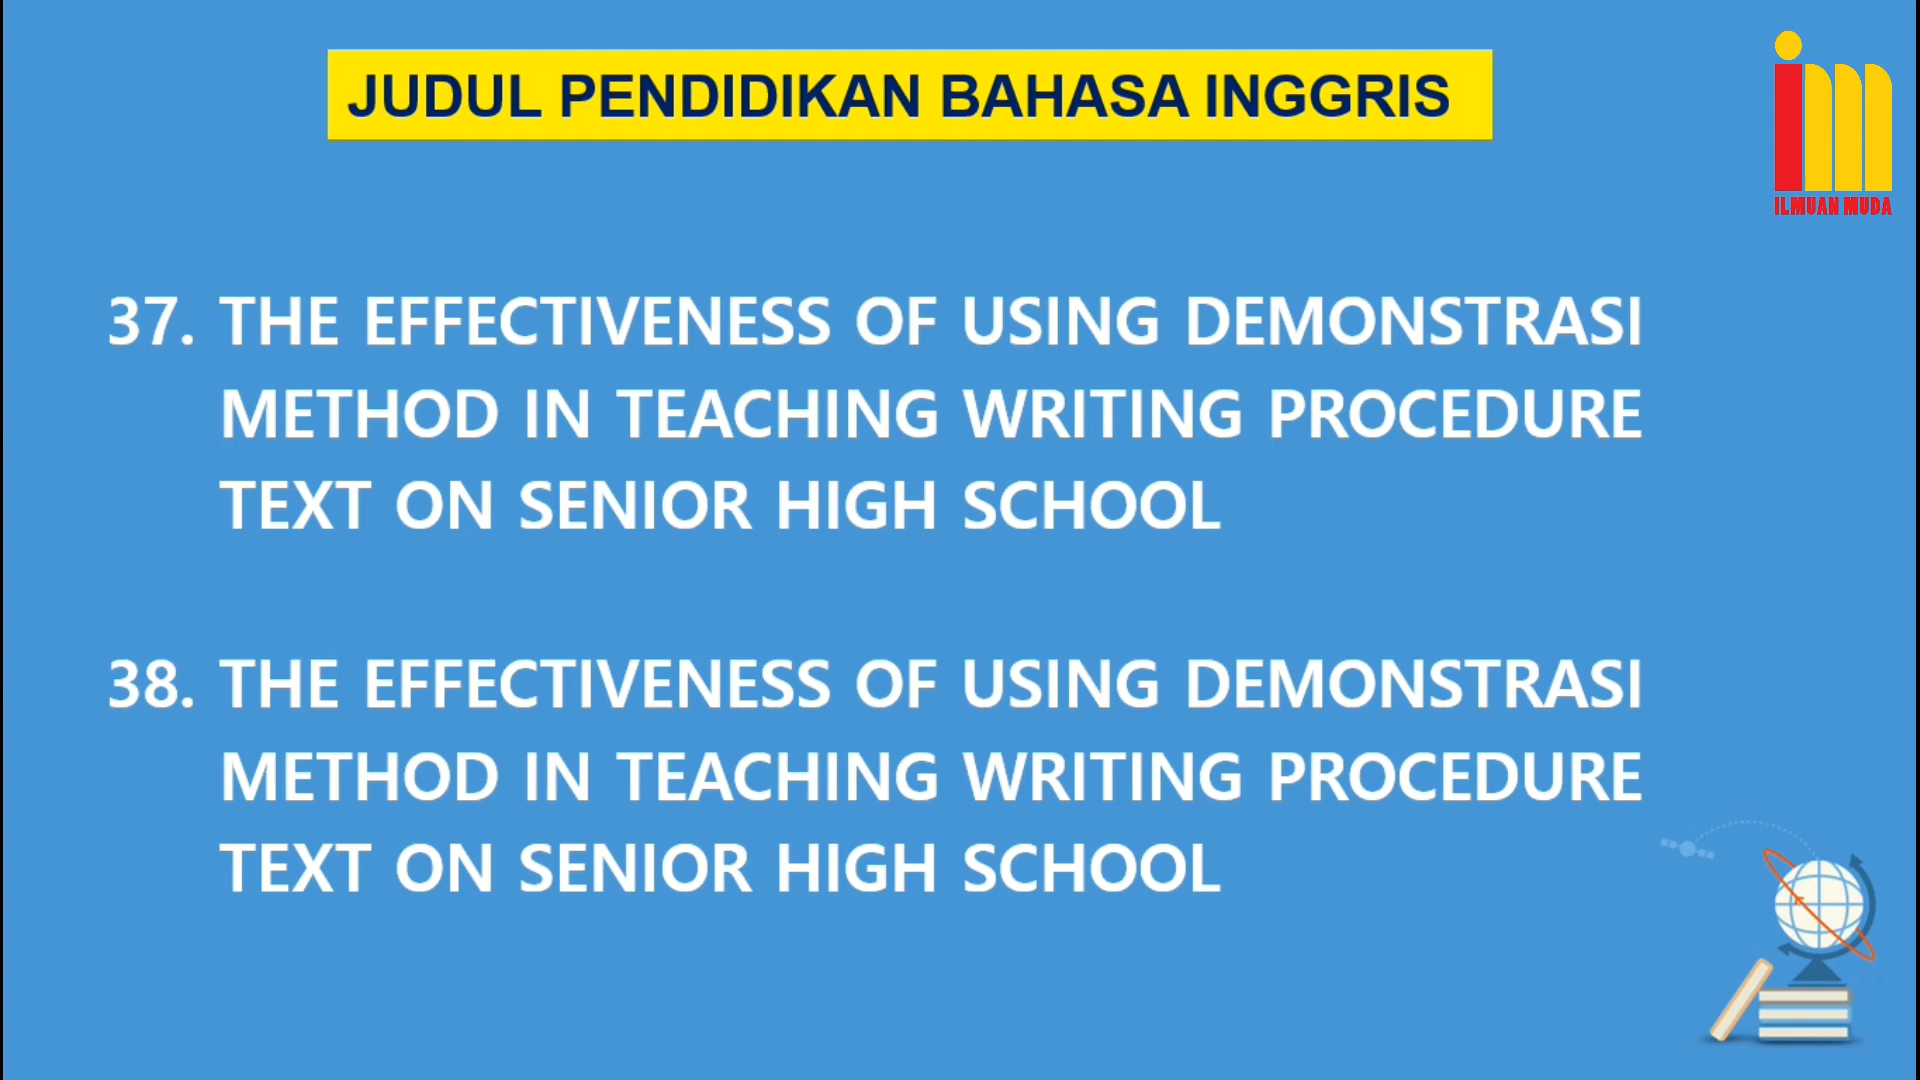 JUDUL PENDIDIKAN BAHASA INGGRIS
ILMUAN MUDA
37. THE EFFECTIVENESS OF USING DEMONSTRASI
METHOD IN TEACHING WRITING PROCEDURE
TEXT ON SENIOR HIGH SCHOOL
38. THE EFFECTIVENESS OF USING DEMONSTRASI
METHOD IN TEACHING WRITING PROCEDURE
TEXT ON SENIOR HIGH SCHOOL